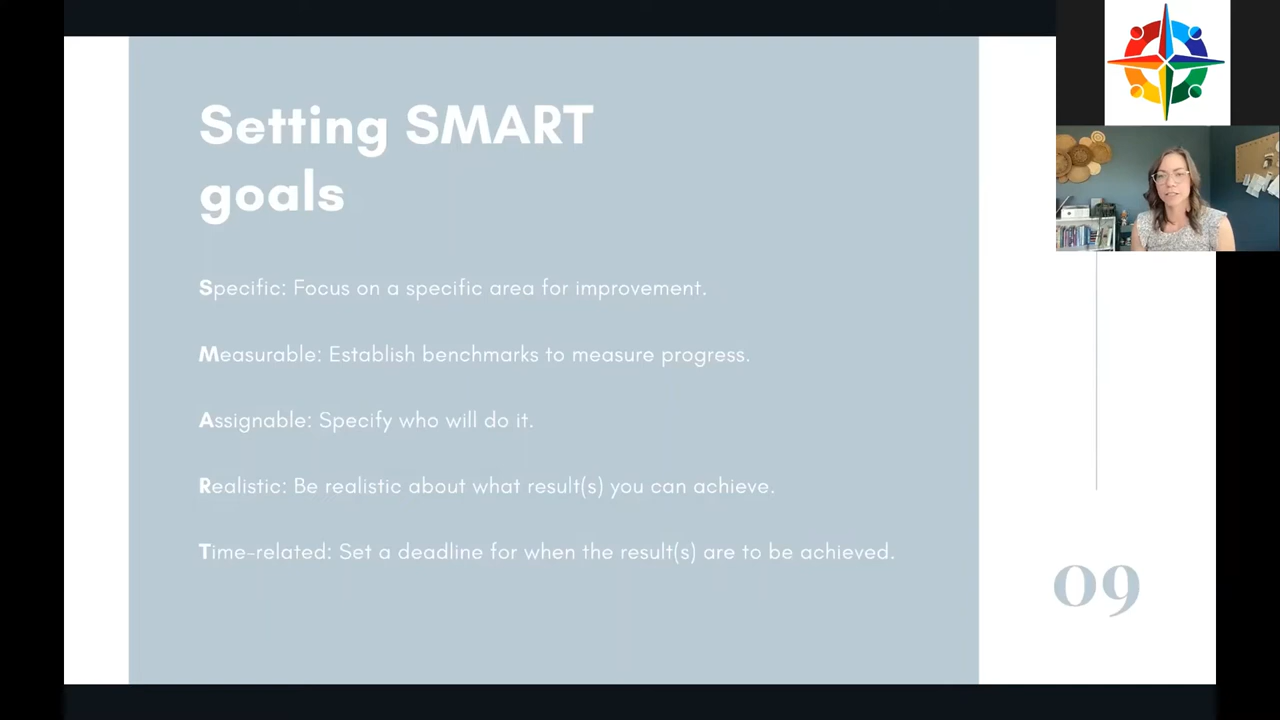 Setting SMART
goals
Specific: Focus on a specific area for improvement.
Measurable: Establish benchmarks to measure progress.
Assignable: Specify who will do it.
Realistic: Be realistic about what result(s) you can achieve.
Time-related: Set a deadline for when the result(s) are to be achieved.
09